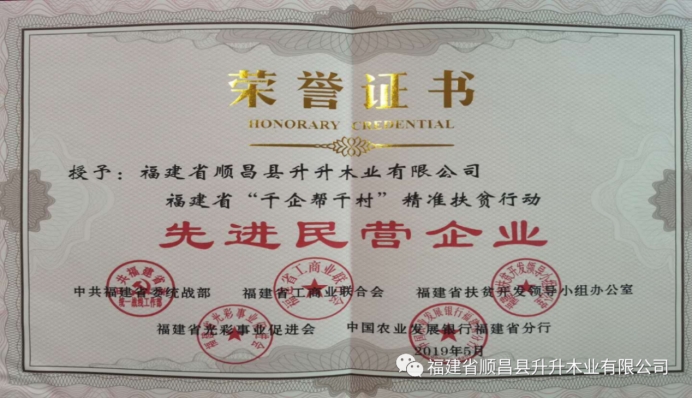 荣誉证书
HONORARY CREDENTIAL
授予：福建省顺昌县升升木业有限公司
福建省“千企帮千村”精准扶贫行动
先进民营企业
中共福建省委统战部 福建省工商业联合会 福建省扶贫开发领导小组办公室
福建省光彩事业促进会 中国农业发展银行福建省分行
2019年5月
福建省顺昌县升升木业有限公司